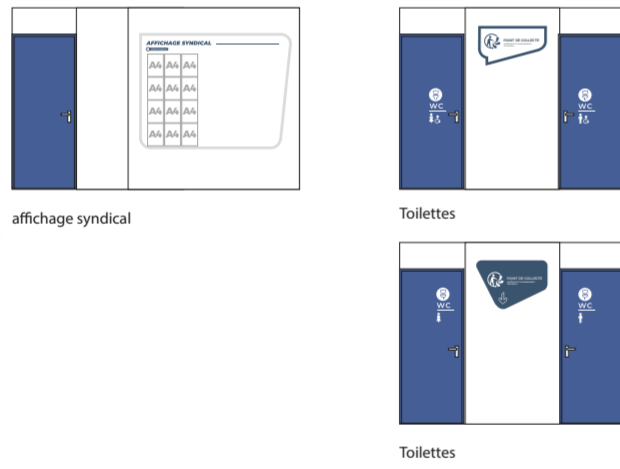 AFFICHAGE SYNDICAL
A4 A4 A4
A4 A4 A4
A4 A4 A4
A4 A4 A4
affichage syndical
POINT DE COLLECTE
WC
WC
Toilettes
POINT DE COLLECTE
WC
WC
Toilettes